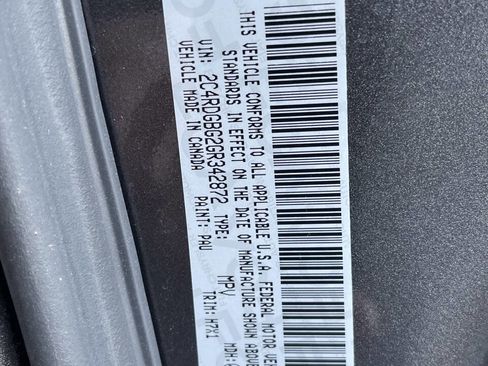 THIS VEHICLE CONFORMS TO ALL APPLICABLE U.S.A. FEDERAL MOTOR
STANDARDS IN EFFECT ON THE DATE OF MANUFACTURE SHOWN ABOVE
VIN: 2C4RDGBG2GR342872 TYPE: MPV MDH:
VEHICLE MADE IN CANADA PAINT: PAU TRIM: H7X1